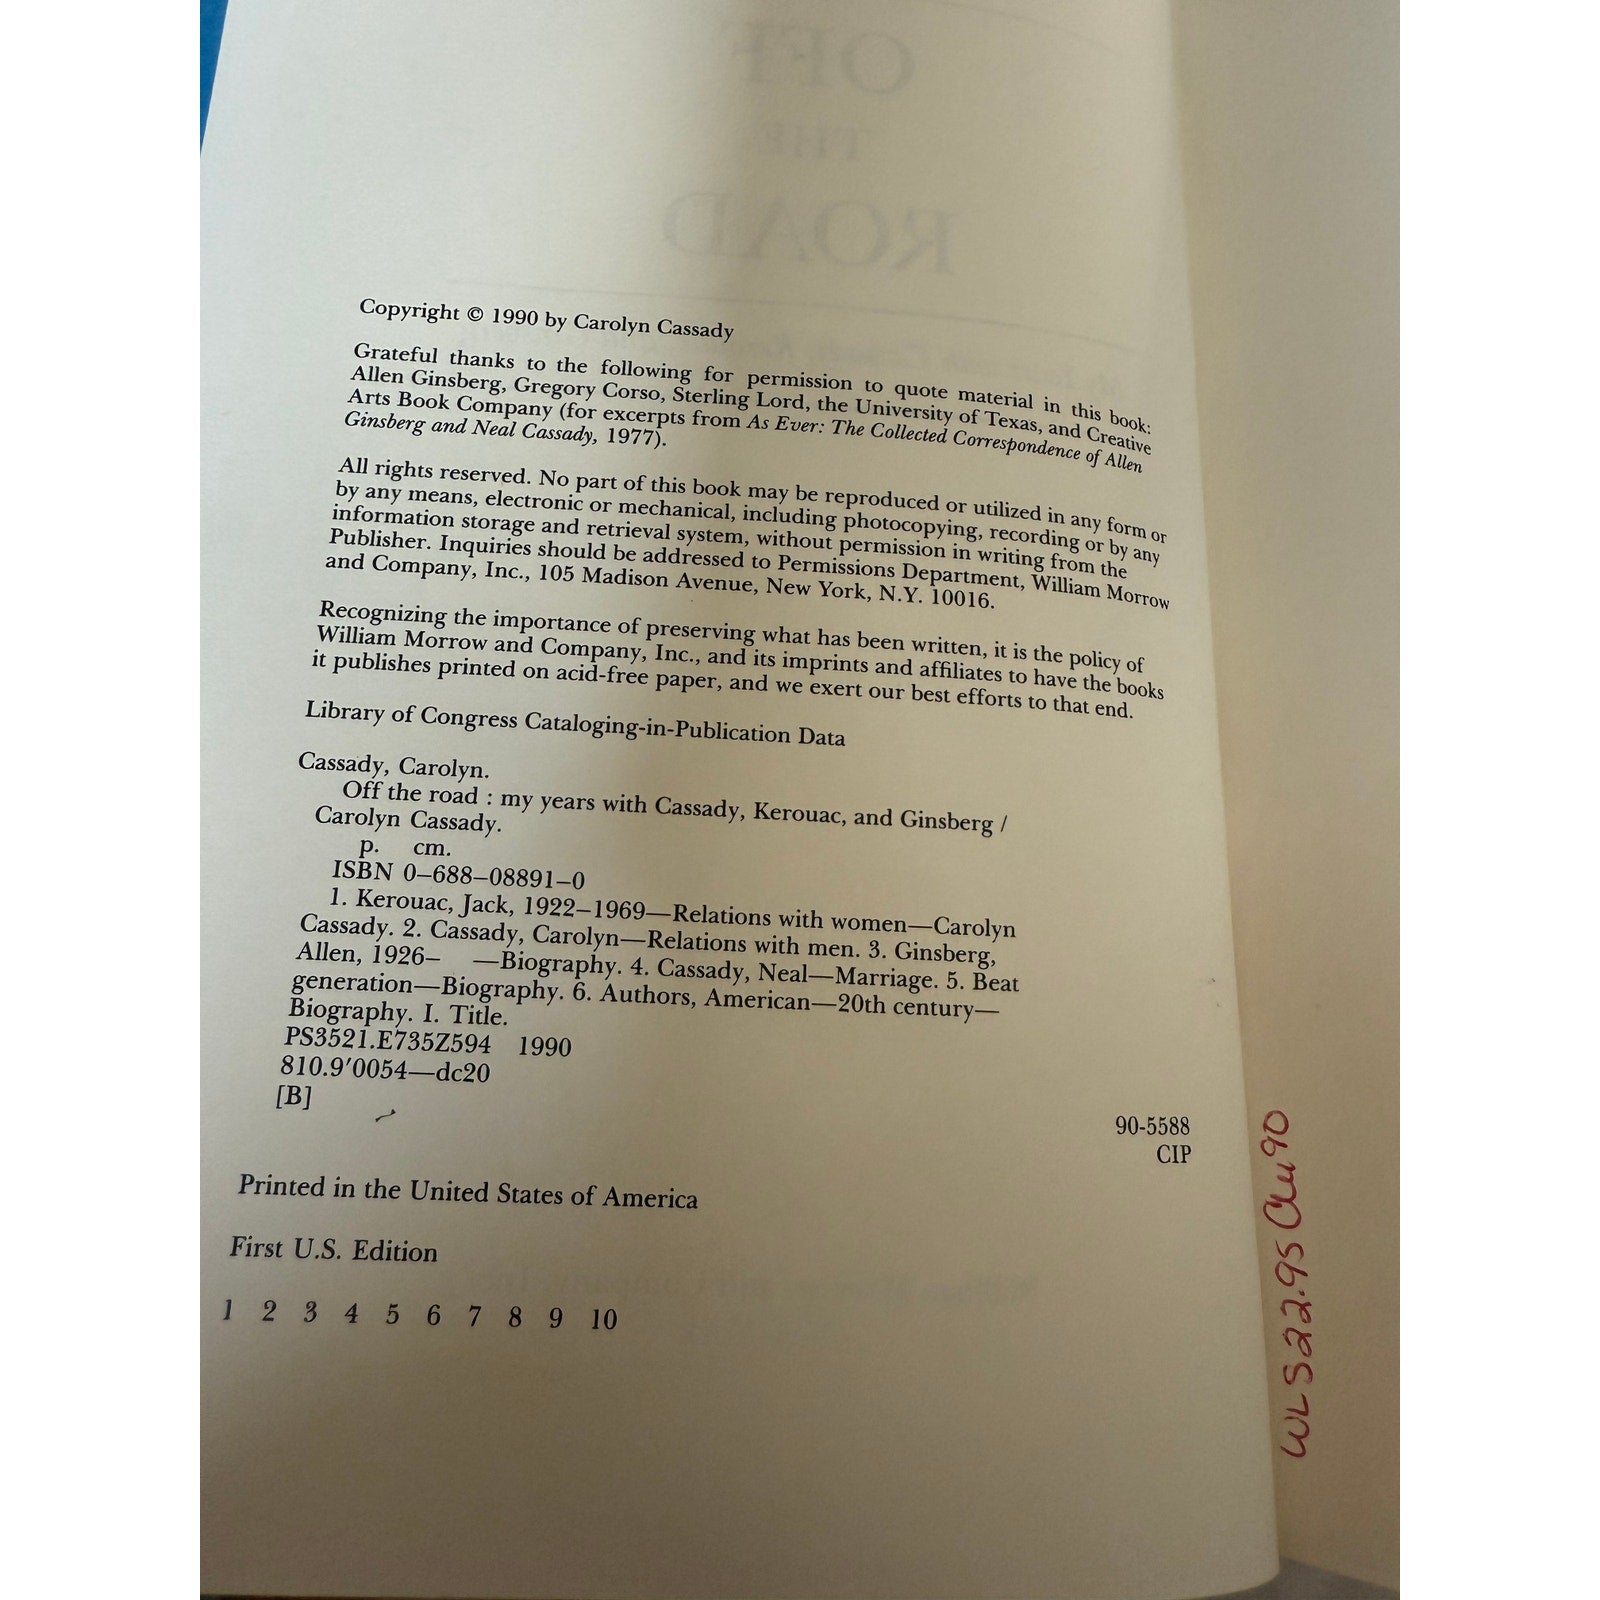 OFF
THE
ROAD
Copyright © 1990 by Carolyn Cassady
Grateful thanks to the following for permission to quote material in this book:
Allen Ginsberg, Gregory Corso, Sterling Lord, the University of Texas, and Creative
Arts Book Company (for excerpts from As Ever: The Collected Correspondence of Allen
Ginsberg and Neal Cassady, 1977).
All rights reserved. No part of this book may be reproduced or utilized in any form or
by any means, electronic or mechanical, including photocopying, recording or by any
information storage and retrieval system, without permission in writing from the
Publisher. Inquiries should be addressed to Permissions Department, William Morrow
and Company, Inc., 105 Madison Avenue, New York, N.Y. 10016.
Recognizing the importance of preserving what has been written, it is the policy of
William Morrow and Company, Inc., and its imprints and affiliates to have the books
it publishes printed on acid-free paper, and we exert our best efforts to that end.
Library of Congress Cataloging-in-Publication Data
Cassady, Carolyn.
Off the road : my years with Cassady, Kerouac, and Ginsberg /
Carolyn Cassady.
p. cm.
ISBN 0–688–08891–0
1. Kerouac, Jack, 1922–1969—Relations with women—Carolyn
Cassady. 2. Cassady, Carolyn—Relations with men. 3. Ginsberg,
Allen, 1926– —Biography. 4. Cassady, Neal—Marriage. 5. Beat
generation—Biography. 6. Authors, American—20th century—
Biography. I. Title.
PS3521.E735Z594 1990
810.9'0054—dc20
[B]
90-5588
CIP
Printed in the United States of America
First U.S. Edition
1 2 3 4 5 6 7 8 9 10
WLS 22.95 90